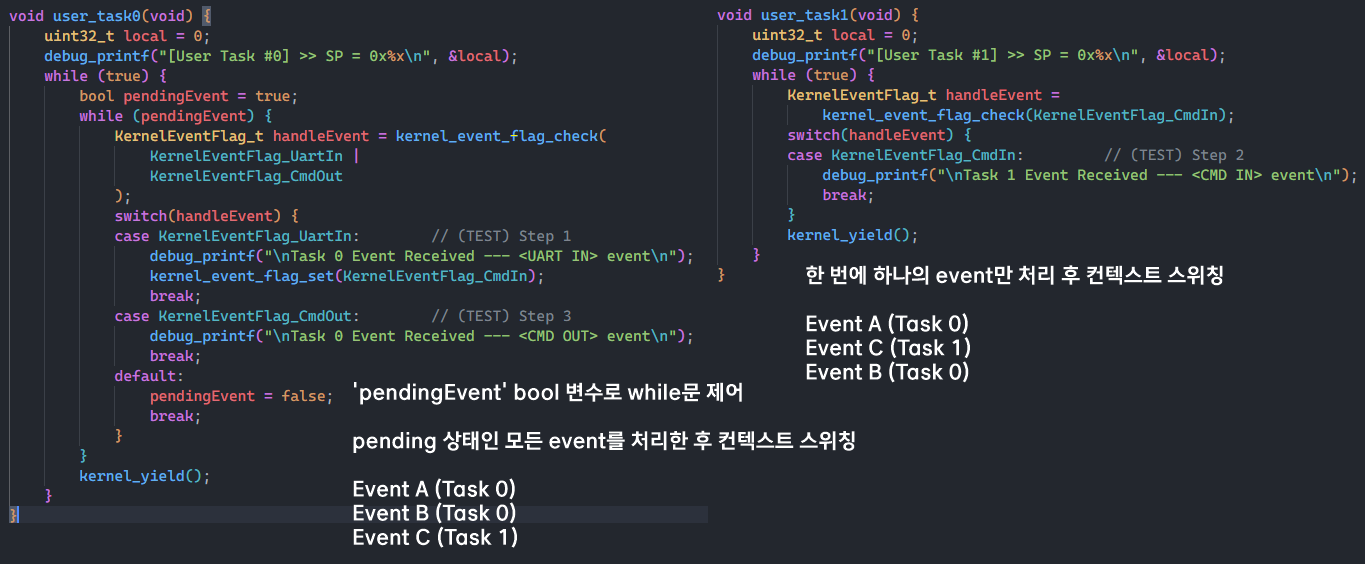 void user_task0(void) {
    uint32_t local = 0;
    debug_printf("[User Task #0] >> SP = 0x%x\n", &local);
    while (true) {
        bool pendingEvent = true;
        while (pendingEvent) {
            KernelEventFlag_t handleEvent = kernel_event_flag_check(
                KernelEventFlag_UartIn |
                KernelEventFlag_CmdOut
            );
            switch(handleEvent) {
            case KernelEventFlag_UartIn:        // (TEST) Step 1
                debug_printf("\nTask 0 Event Received --- <UART IN> event\n");
                kernel_event_flag_set(KernelEventFlag_CmdIn);
                break;
            case KernelEventFlag_CmdOut:        // (TEST) Step 3
                debug_printf("\nTask 0 Event Received --- <CMD OUT> event\n");
                break;
            default:
                pendingEvent = false;
                break;
            }
        }
        kernel_yield();
    }
}
'pendingEvent' bool 변수로 while문 제어
pending 상태인 모든 event를 처리한 후 컨텍스트 스위칭
Event A (Task 0)
Event B (Task 0)
Event C (Task 1)
void user_task1(void) {
    uint32_t local = 0;
    debug_printf("[User Task #1] >> SP = 0x%x\n", &local);
    while (true) {
        KernelEventFlag_t handleEvent =
            kernel_event_flag_check(KernelEventFlag_CmdIn);
        switch(handleEvent) {
        case KernelEventFlag_CmdIn:         // (TEST) Step 2
            debug_printf("\nTask 1 Event Received --- <CMD IN> event\n");
            break;
        }
        kernel_yield();
    }
}
한 번에 하나의 event만 처리 후 컨텍스트 스위칭
Event A (Task 0)
Event C (Task 1)
Event B (Task 0)